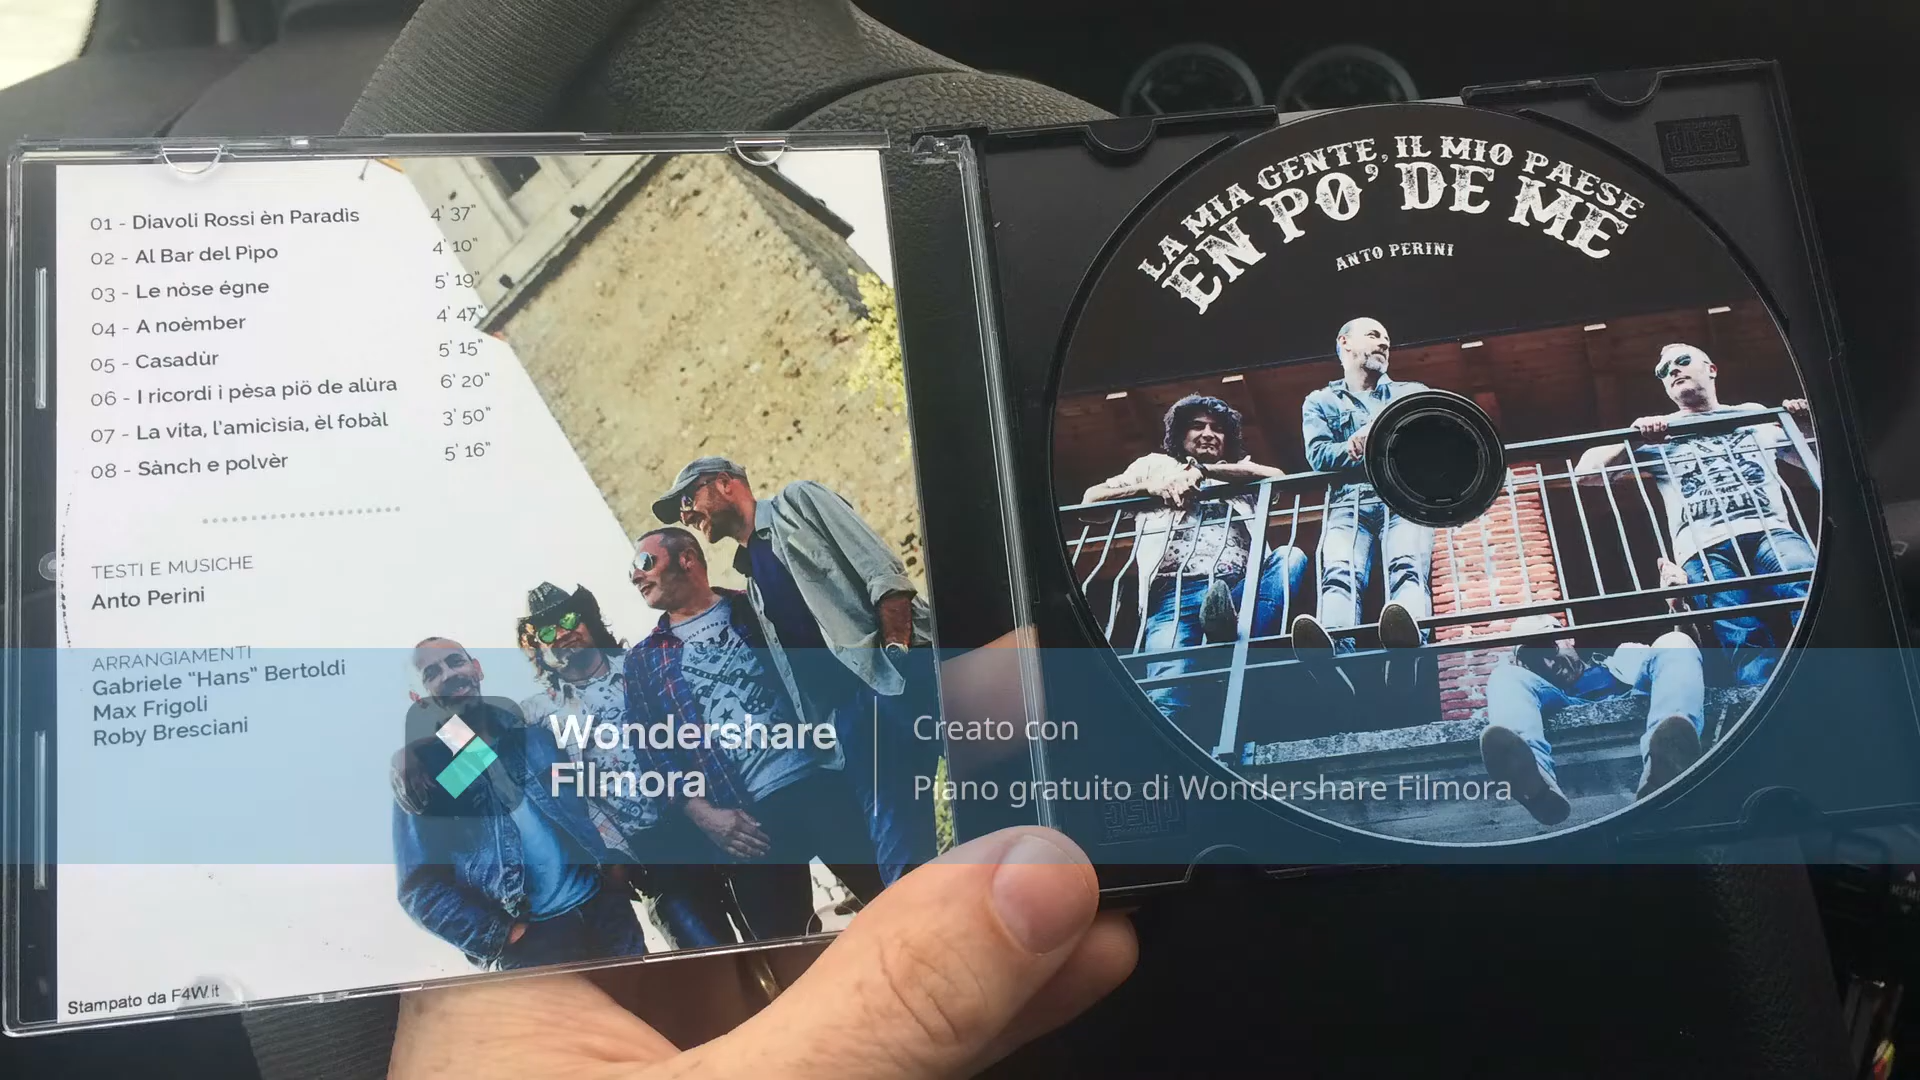 01 - Diavoli Rossi èn Paradìs 4' 37"
02 - Al Bar del Pìpo 4' 10"
03 - Le nòse égne 5' 19"
04 - A noèmber 4' 47"
05 - Casadùr 5' 15"
06 - I ricordi i pèsa piö de alùra 6' 20"
07 - La vita, l'amicìsia, èl fobàl 3' 50"
08 - Sànch e polvèr 5' 16"
TESTI E MUSICHE
Anto Perini
ARRANGIAMENTI
Gabriele "Hans" Bertoldi
Max Frigoli
Roby Bresciani
Stampato da F4W.it
LA MIA GENTE, IL MIO PAESE
EN PO' DE ME
ANTO PERINI
Wondershare
Filmora
Creato con
Piano gratuito di Wondershare Filmora